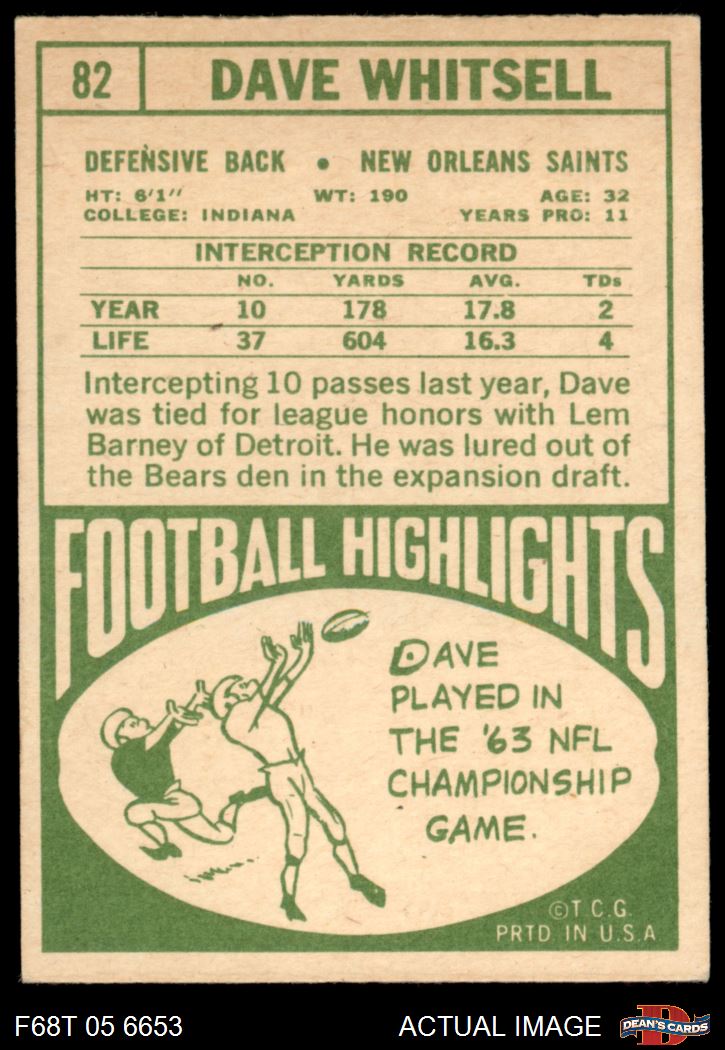 82 DAVE WHITSELL
DEFENSIVE BACK • NEW ORLEANS SAINTS
HT: 6'1" WT: 190 AGE: 32
COLLEGE: INDIANA YEARS PRO: 11
INTERCEPTION RECORD
NO. YARDS AVG. TDs
YEAR 10 178 17.8 2
LIFE 37 604 16.3 4
Intercepting 10 passes last year, Dave
was tied for league honors with Lem
Barney of Detroit. He was lured out of
the Bears den in the expansion draft.
FOOTBALL HIGHLIGHTS
DAVE
PLAYED IN
THE '63 NFL
CHAMPIONSHIP
GAME.
©T.C.G.
PRTD. IN U.S.A
F68T 05 6653 ACTUAL IMAGE DEAN'S CARDS